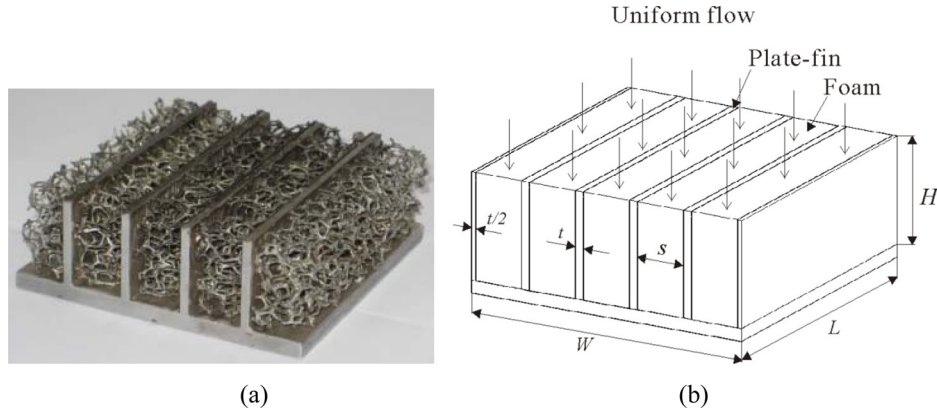 Uniform flow
Plate-fin
Foam
H
t/2
t
s
L
W
(a)
(b)